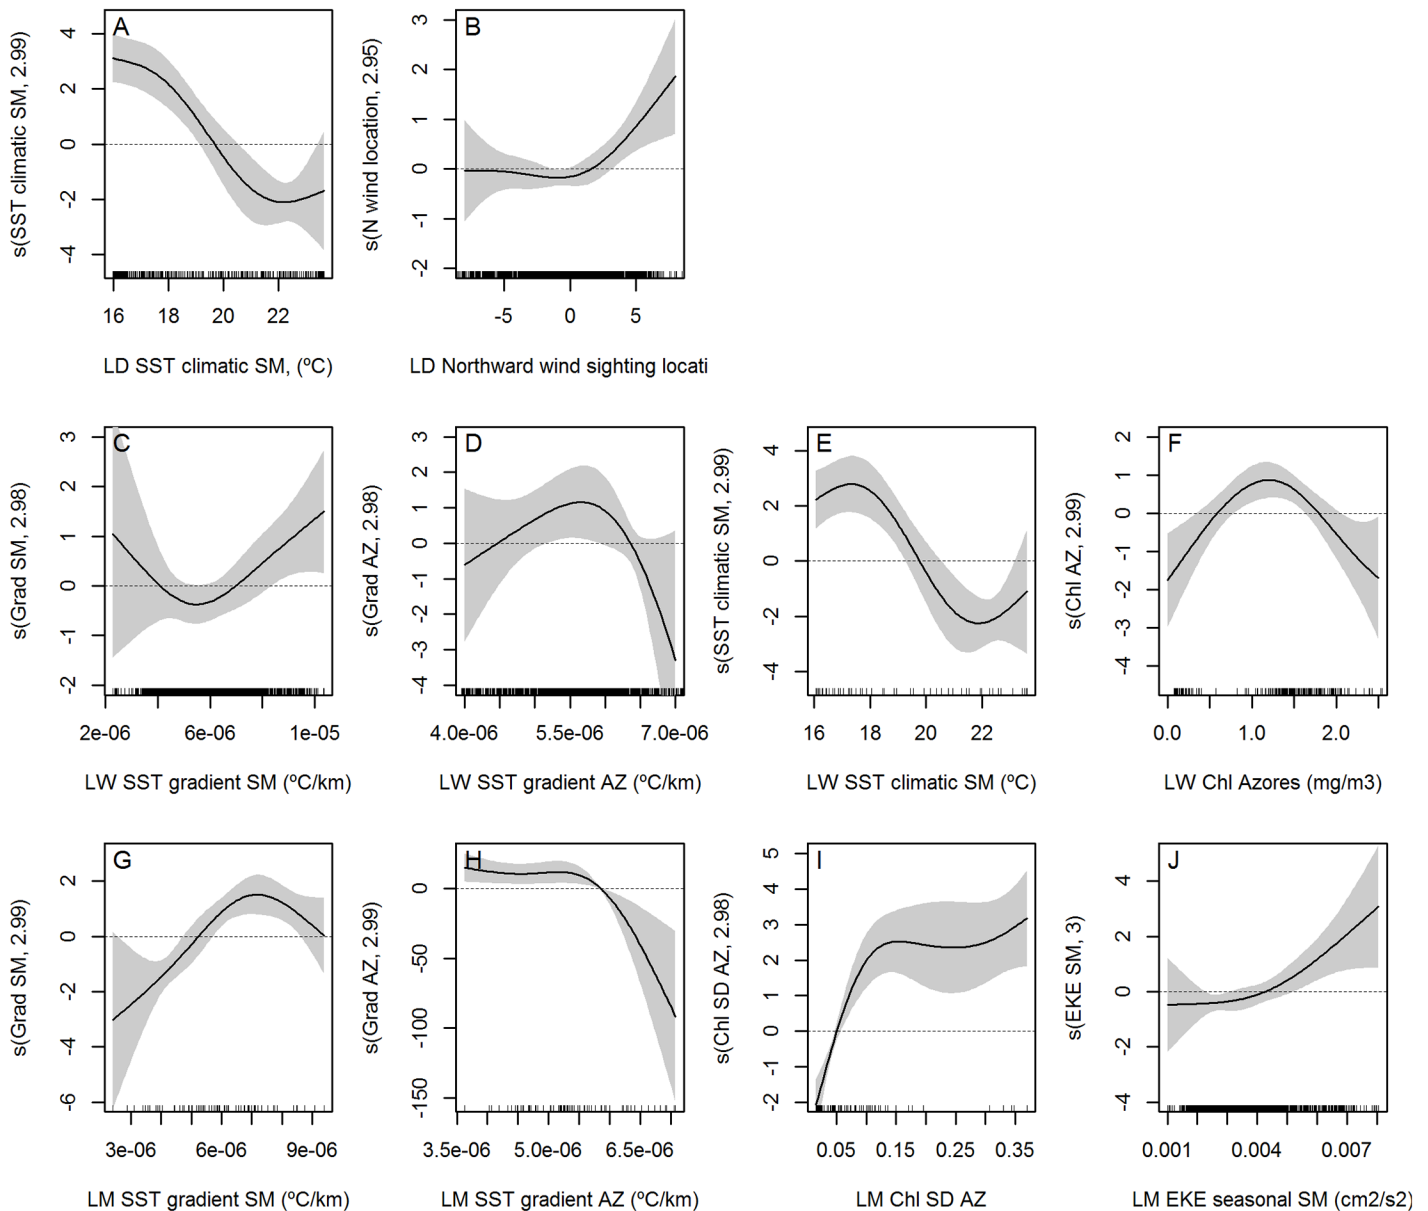 A
s(SST climatic SM, 2.99)
4
2
0
-2
-4
16 18 20 22
LD SST climatic SM, (ºC)
B
s(N wind location, 2.95)
3
2
1
0
-1
-2
-5 0 5
LD Northward wind sighting locati
C
s(Grad SM, 2.98)
3
2
1
0
-1
-2
2e-06 6e-06 1e-05
LW SST gradient SM (ºC/km)
D
s(Grad AZ, 2.98)
3
2
1
0
-1
-2
-3
-4
4.0e-06 5.5e-06 7.0e-06
LW SST gradient AZ (ºC/km)
E
s(SST climatic SM, 2.99)
4
2
0
-2
-4
16 18 20 22
LW SST climatic SM (ºC)
F
s(Chl AZ, 2.99)
2
1
0
-1
-2
-3
-4
0.0 1.0 2.0
LW Chl Azores (mg/m3)
G
s(Grad SM, 2.99)
2
0
-2
-4
-6
3e-06 6e-06 9e-06
LM SST gradient SM (ºC/km)
H
s(Grad AZ, 2.99)
0
-50
-100
-150
3.5e-06 5.0e-06 6.5e-06
LM SST gradient AZ (ºC/km)
I
s(Chl SD AZ, 2.98)
5
4
3
2
1
0
-1
-2
0.05 0.15 0.25 0.35
LM Chl SD AZ
J
s(EKE SM, 3)
4
2
0
-2
-4
0.001 0.004 0.007
LM EKE seasonal SM (cm2/s2)